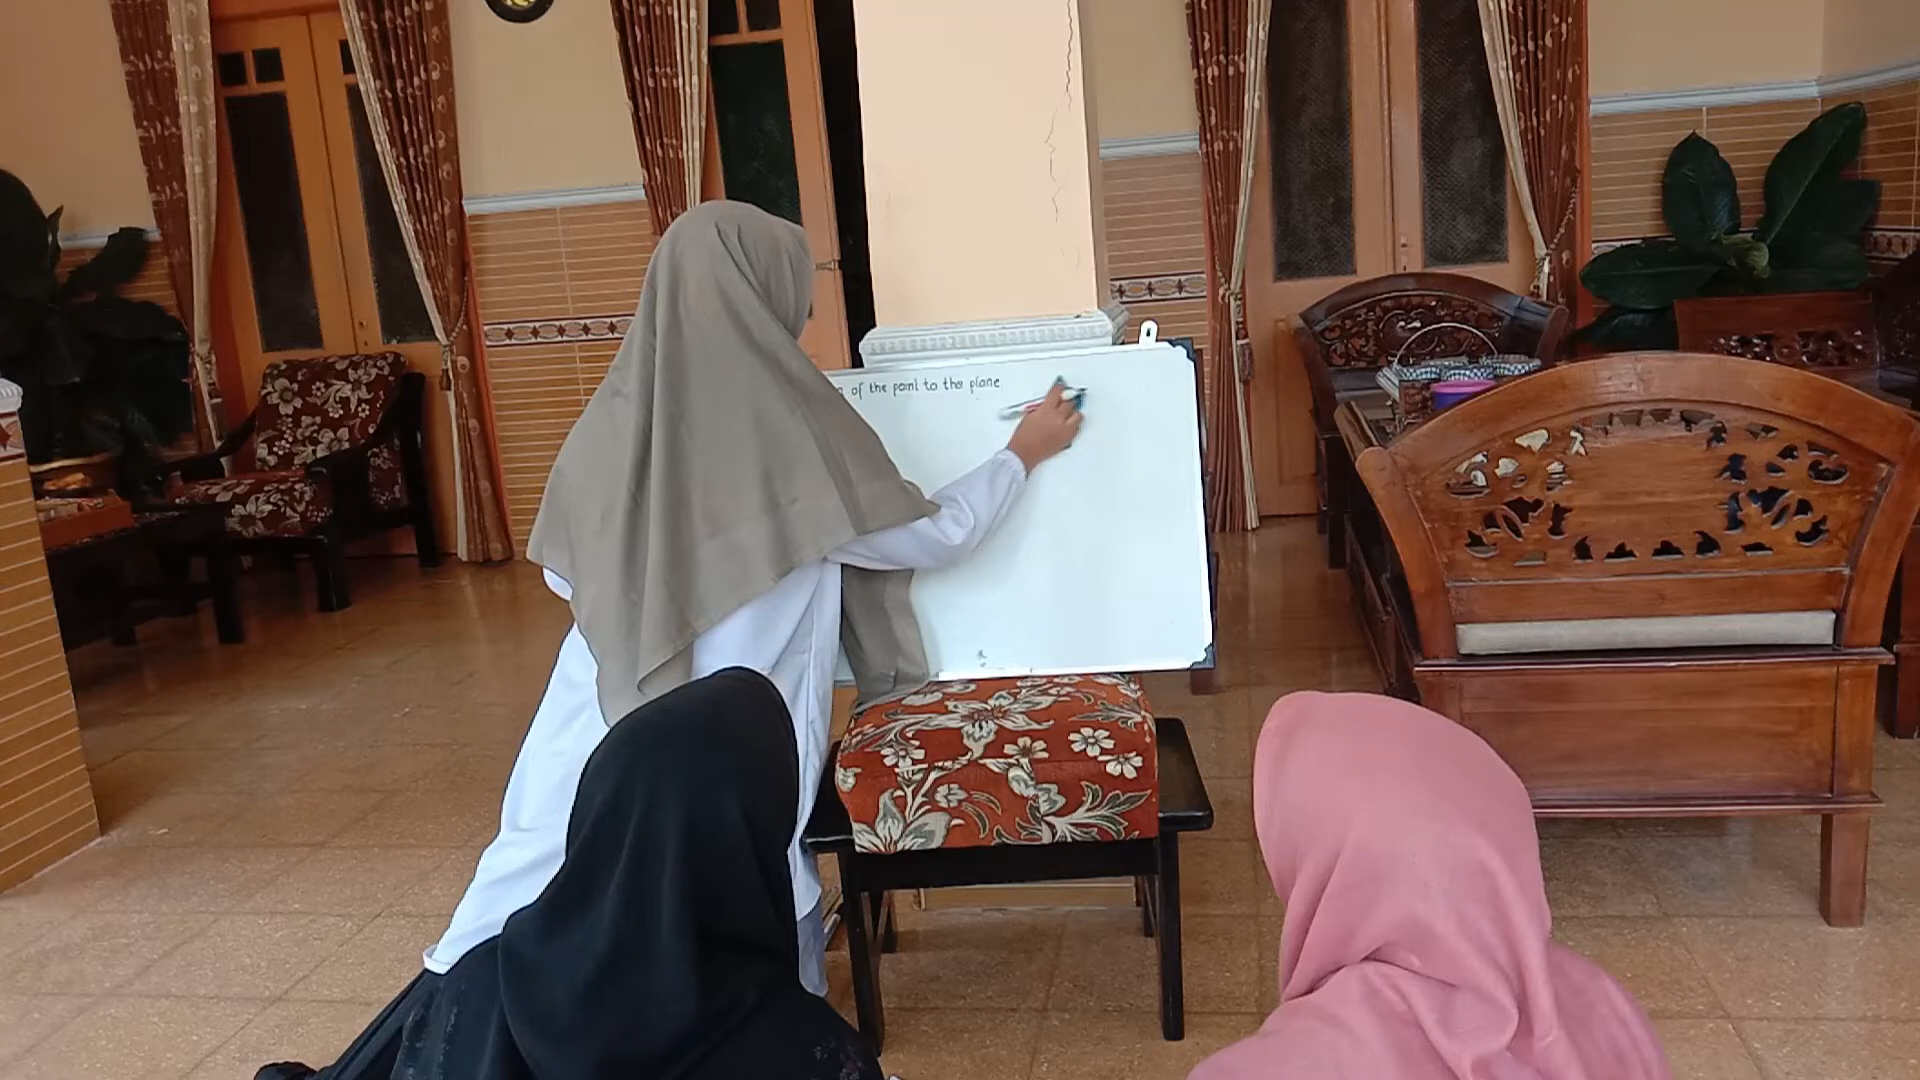 of the point to the plane